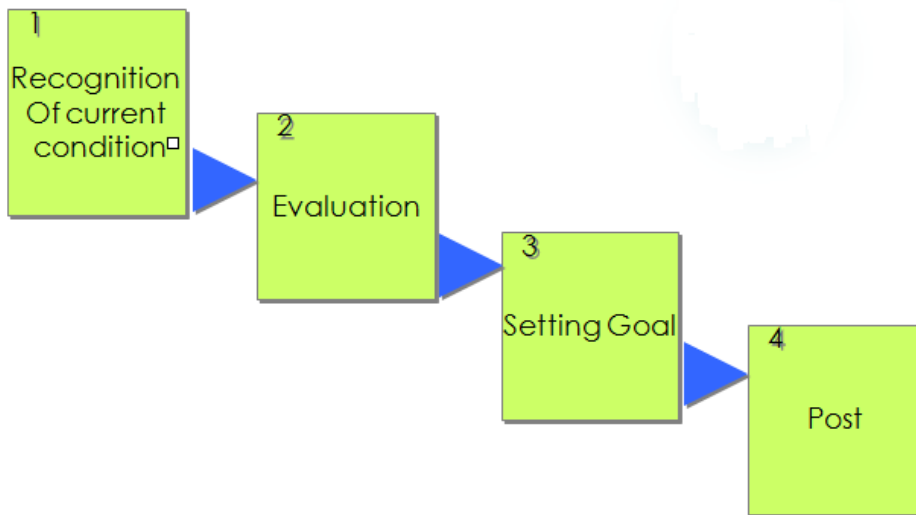 1
Recognition
Of current
condition
2
Evaluation
3
Setting Goal
4
Post